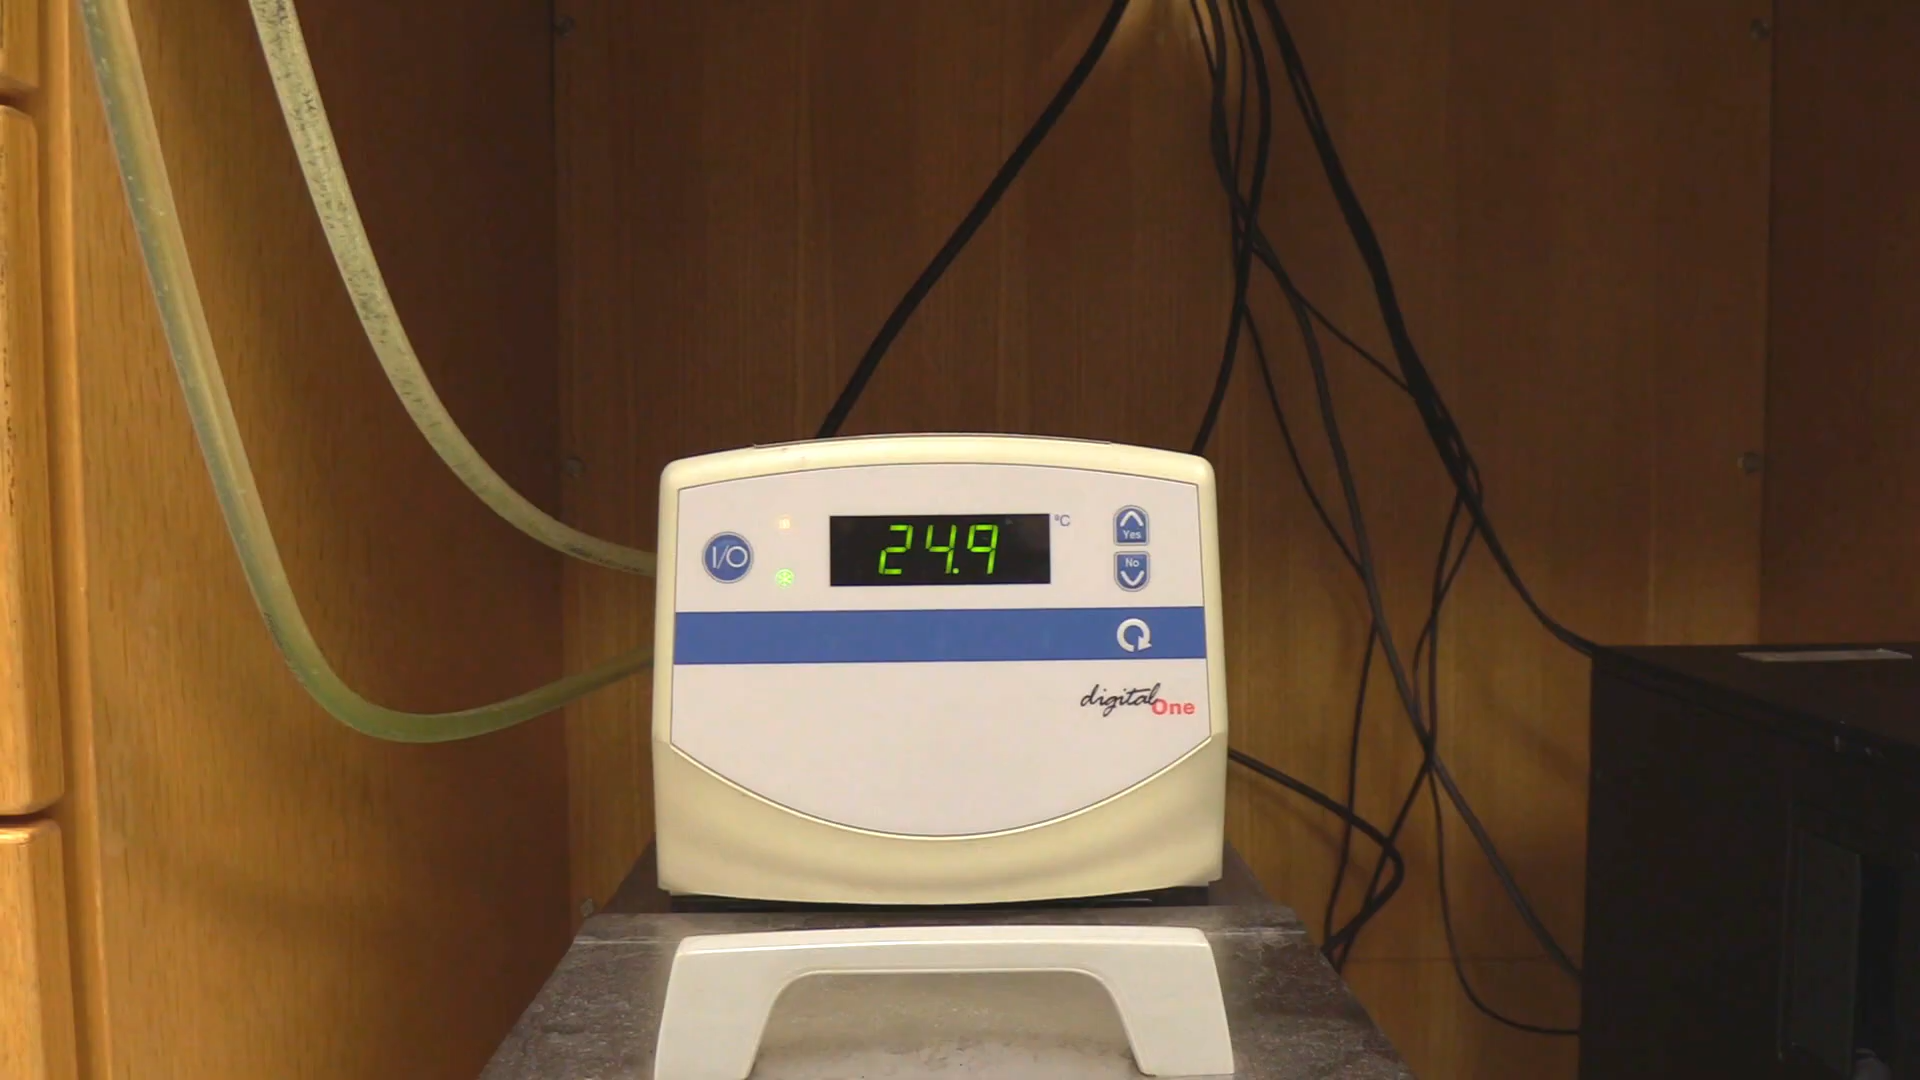 24.9 °C
I/O
Yes
No
digital One